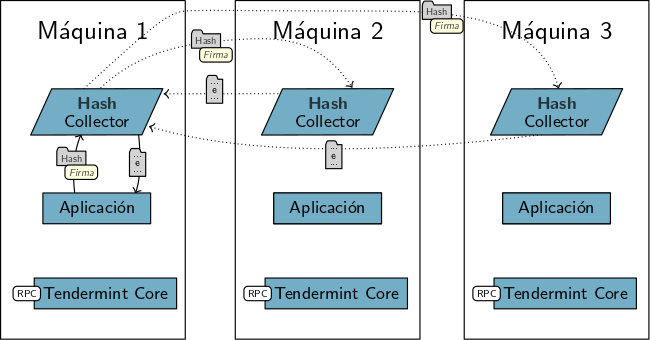 Máquina 1
Máquina 2
Máquina 3
Hash
Firma
Hash
Firma
...
e
...
Hash
Collector
Hash
Collector
Hash
Collector
Hash
Firma
...
e
...
...
e
...
Aplicación
Aplicación
Aplicación
RPC
Tendermint Core
RPC
Tendermint Core
RPC
Tendermint Core